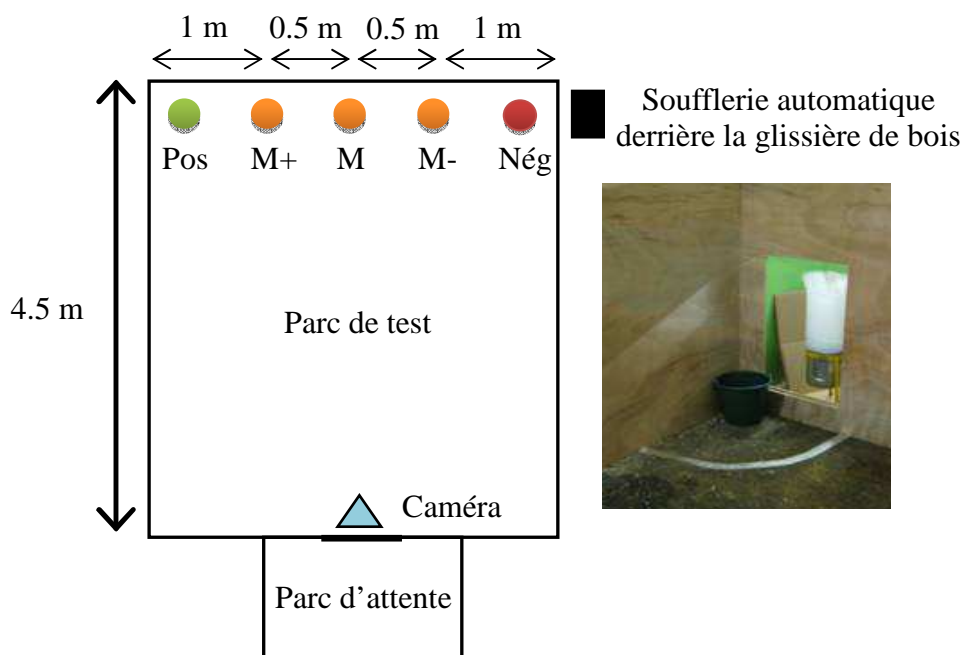 1 m 0.5 m 0.5 m 1 m
Soufflerie automatique
derrière la glissière de bois
Pos M+ M M- Nég
4.5 m
Parc de test
Caméra
Parc d’attente